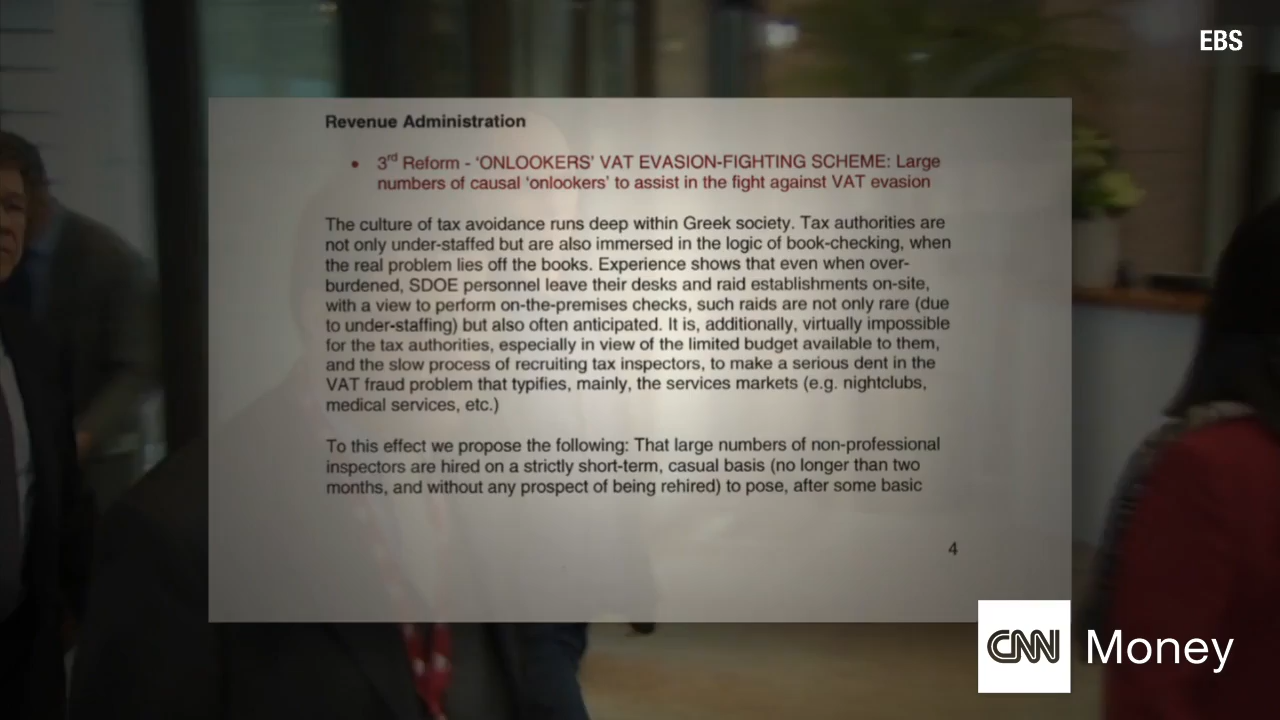 EBS
Revenue Administration
• 3rd Reform - ‘ONLOOKERS’ VAT EVASION-FIGHTING SCHEME: Large
numbers of causal ‘onlookers’ to assist in the fight against VAT evasion
The culture of tax avoidance runs deep within Greek society. Tax authorities are
not only under-staffed but are also immersed in the logic of book-checking, when
the real problem lies off the books. Experience shows that even when over-
burdened, SDOE personnel leave their desks and raid establishments on-site,
with a view to perform on-the-premises checks, such raids are not only rare (due
to under-staffing) but also often anticipated. It is, additionally, virtually impossible
for the tax authorities, especially in view of the limited budget available to them,
and the slow process of recruiting tax inspectors, to make a serious dent in the
VAT fraud problem that typifies, mainly, the services markets (e.g. nightclubs,
medical services, etc.)
To this effect we propose the following: That large numbers of non-professional
inspectors are hired on a strictly short-term, casual basis (no longer than two
months, and without any prospect of being rehired) to pose, after some basic
4
CNN Money